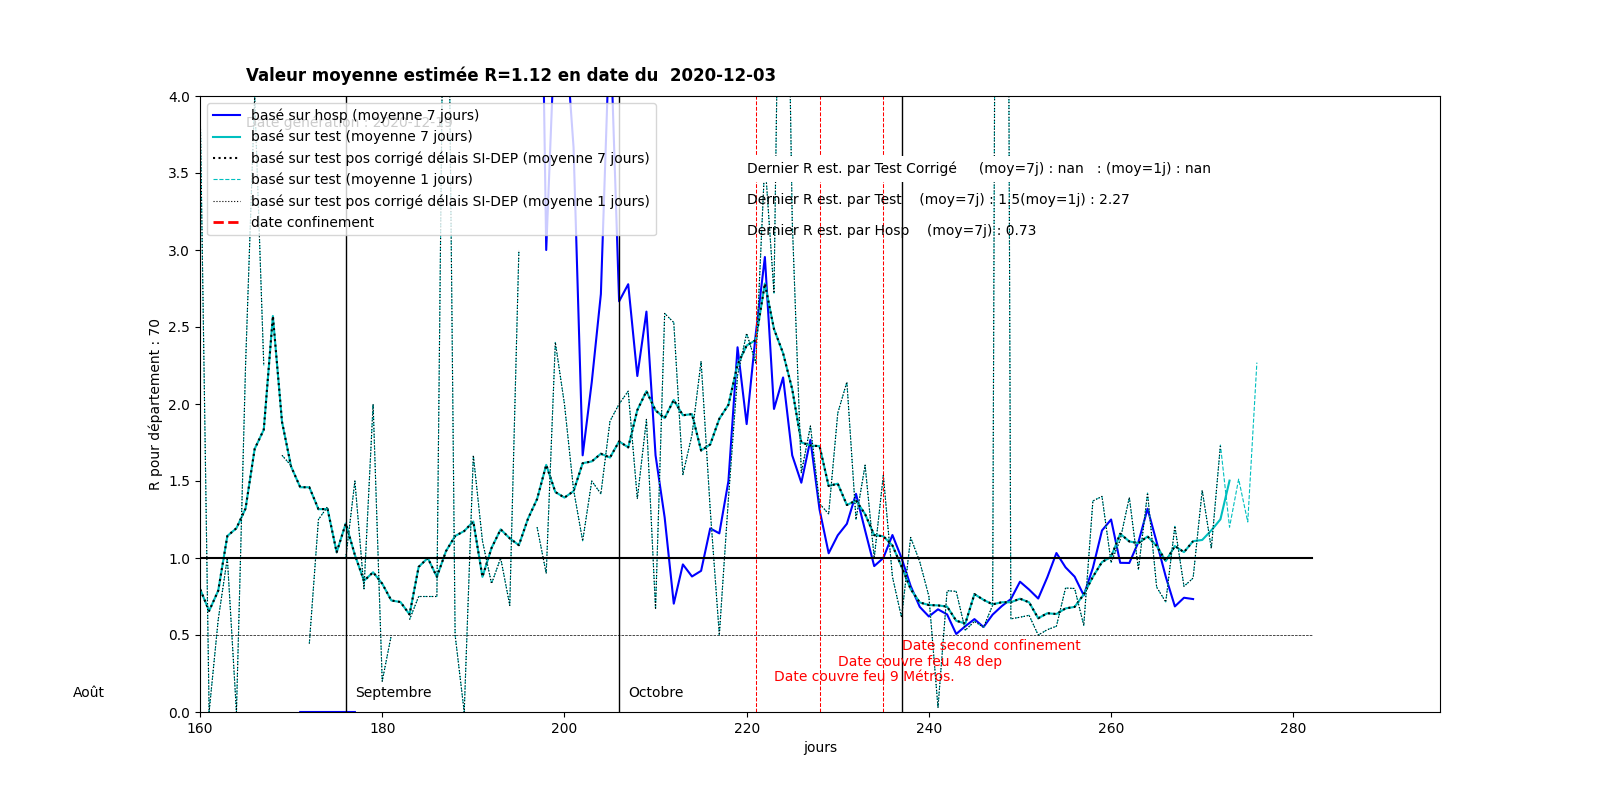 Valeur moyenne estimée R=1.12 en date du  2020-12-03
basé sur hosp (moyenne 7 jours)
basé sur test (moyenne 7 jours)
basé sur test pos corrigé délais SI-DEP (moyenne 7 jours)
basé sur test (moyenne 1 jours)
basé sur test pos corrigé délais SI-DEP (moyenne 1 jours)
date confinement
Dernier R est. par Test Corrigé     (moy=7j) : nan   : (moy=1j) : nan
Dernier R est. par Test    (moy=7j) : 1.5(moy=1j) : 2.27
Dernier R est. par Hosp    (moy=7j) : 0.73
R pour département : 70
4.0
3.5
3.0
2.5
2.0
1.5
1.0
0.5
0.0
Date second confinement
Date couvre feu 48 dep
Date couvre feu 9 Métros.
Août
Septembre
Octobre
160
180
200
220
240
260
280
jours